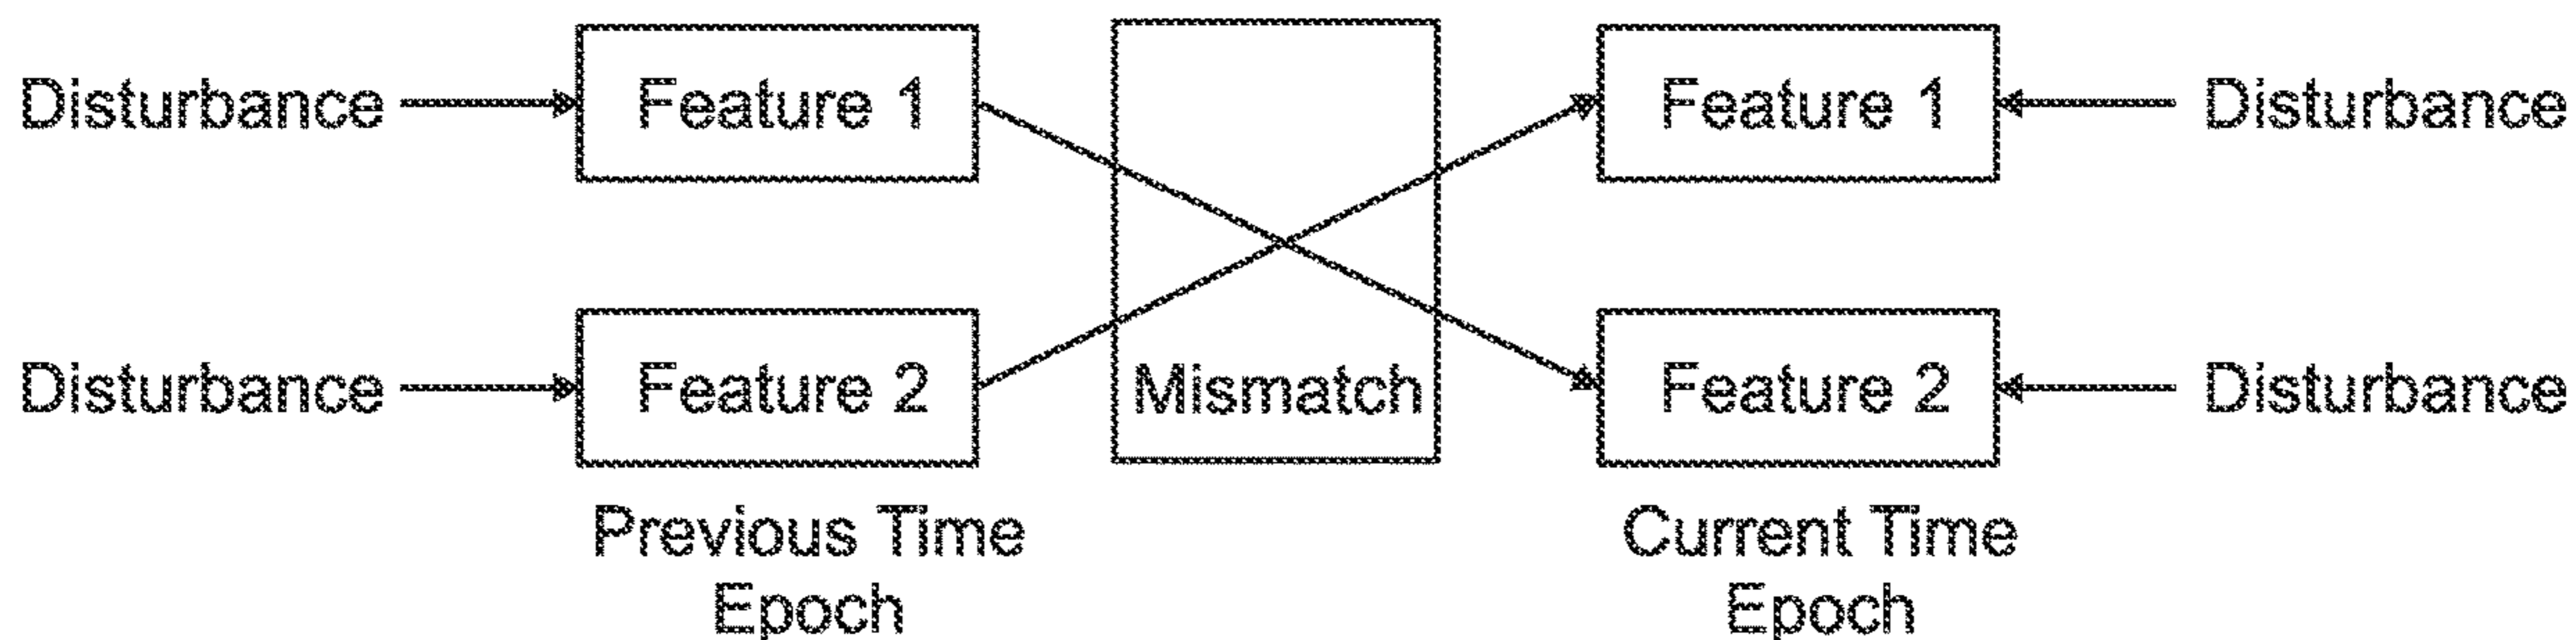 Disturbance
Feature 1
Feature 1
Disturbance
Disturbance
Feature 2
Mismatch
Feature 2
Disturbance
Previous Time
Epoch
Current Time
Epoch